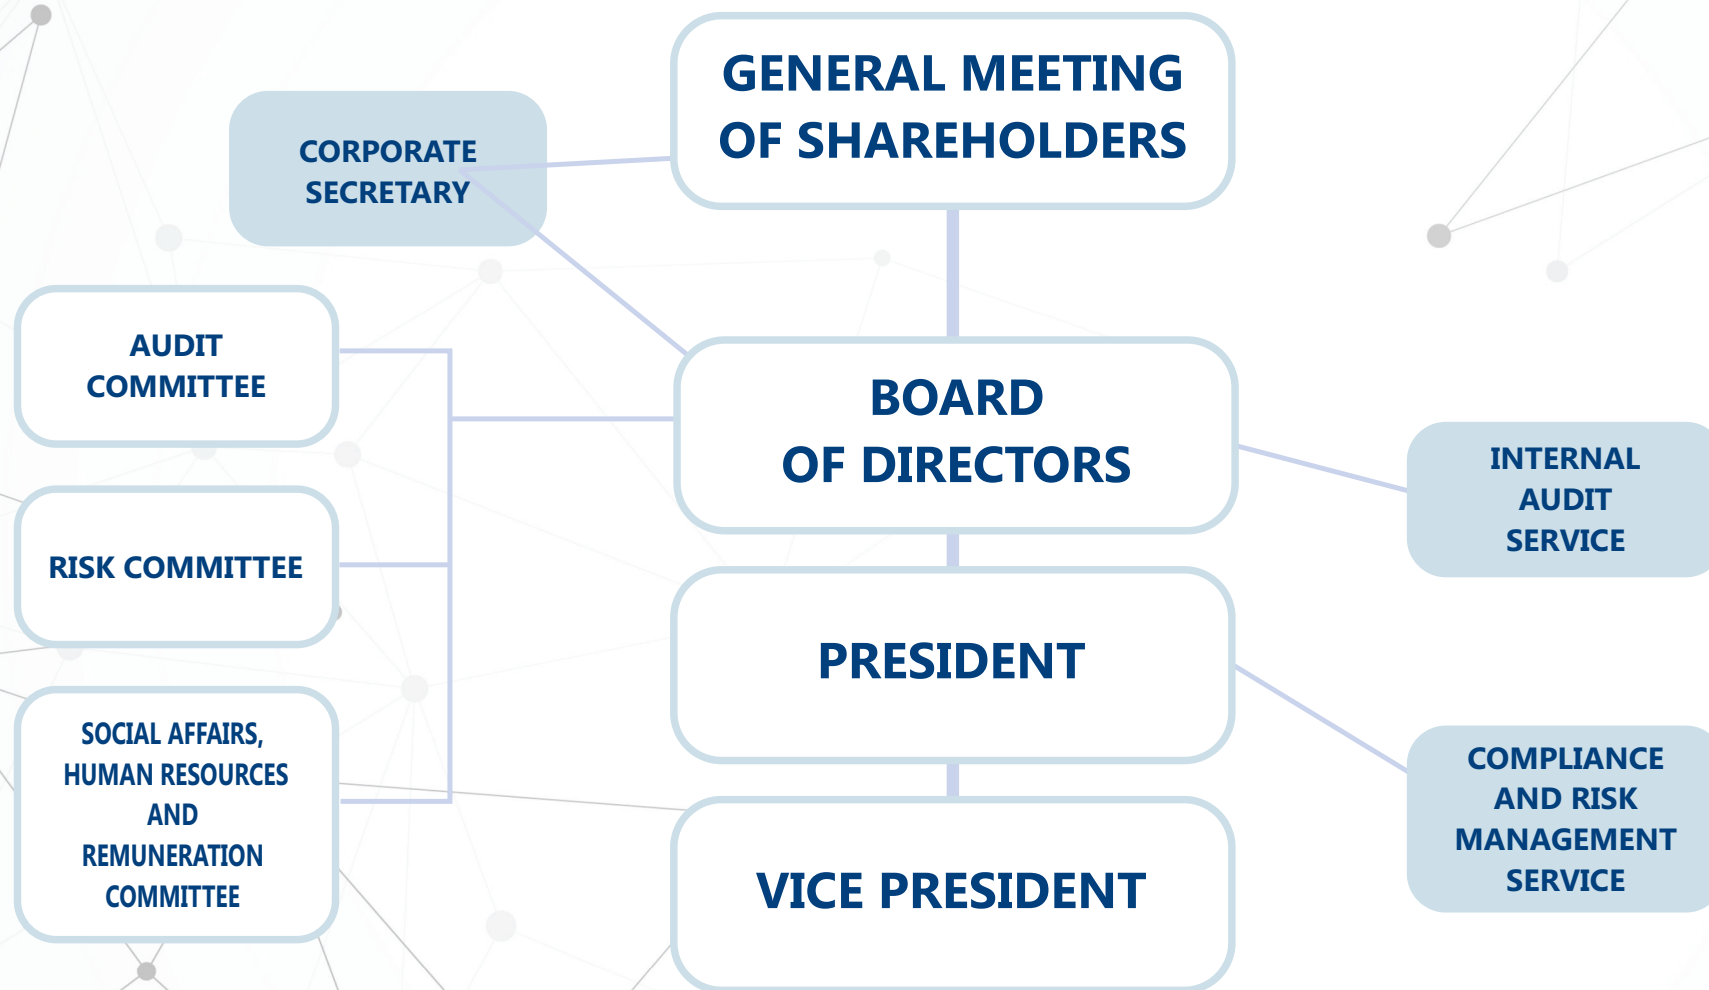 GENERAL MEETING
OF SHAREHOLDERS
CORPORATE
SECRETARY
AUDIT
COMMITTEE
BOARD
OF DIRECTORS
INTERNAL
AUDIT
SERVICE
RISK COMMITTEE
PRESIDENT
SOCIAL AFFAIRS,
HUMAN RESOURCES
AND
REMUNERATION
COMMITTEE
COMPLIANCE
AND RISK
MANAGEMENT
SERVICE
VICE PRESIDENT